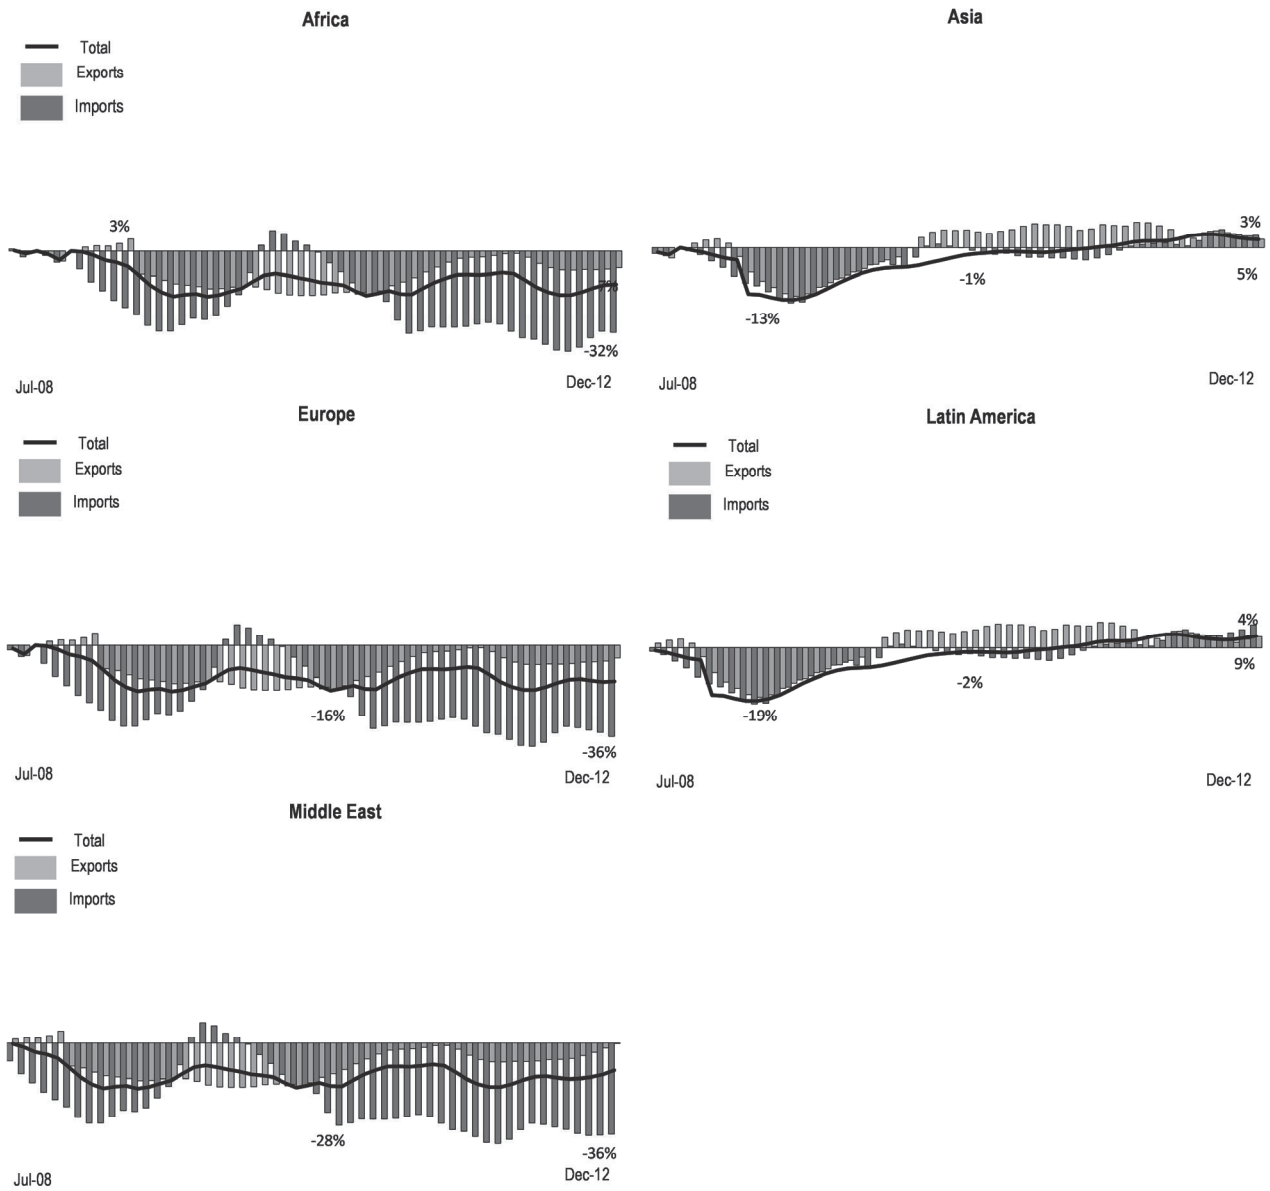 Africa
Total
Exports
Imports
3%
7%
-32%
Jul-08
Dec-12
Asia
3%
-1%
5%
-13%
Jul-08
Dec-12
Europe
Total
Exports
Imports
-16%
-36%
Jul-08
Dec-12
Latin America
Total
Exports
Imports
4%
9%
-2%
-19%
Jul-08
Dec-12
Middle East
Total
Exports
Imports
-28%
-36%
Jul-08
Dec-12